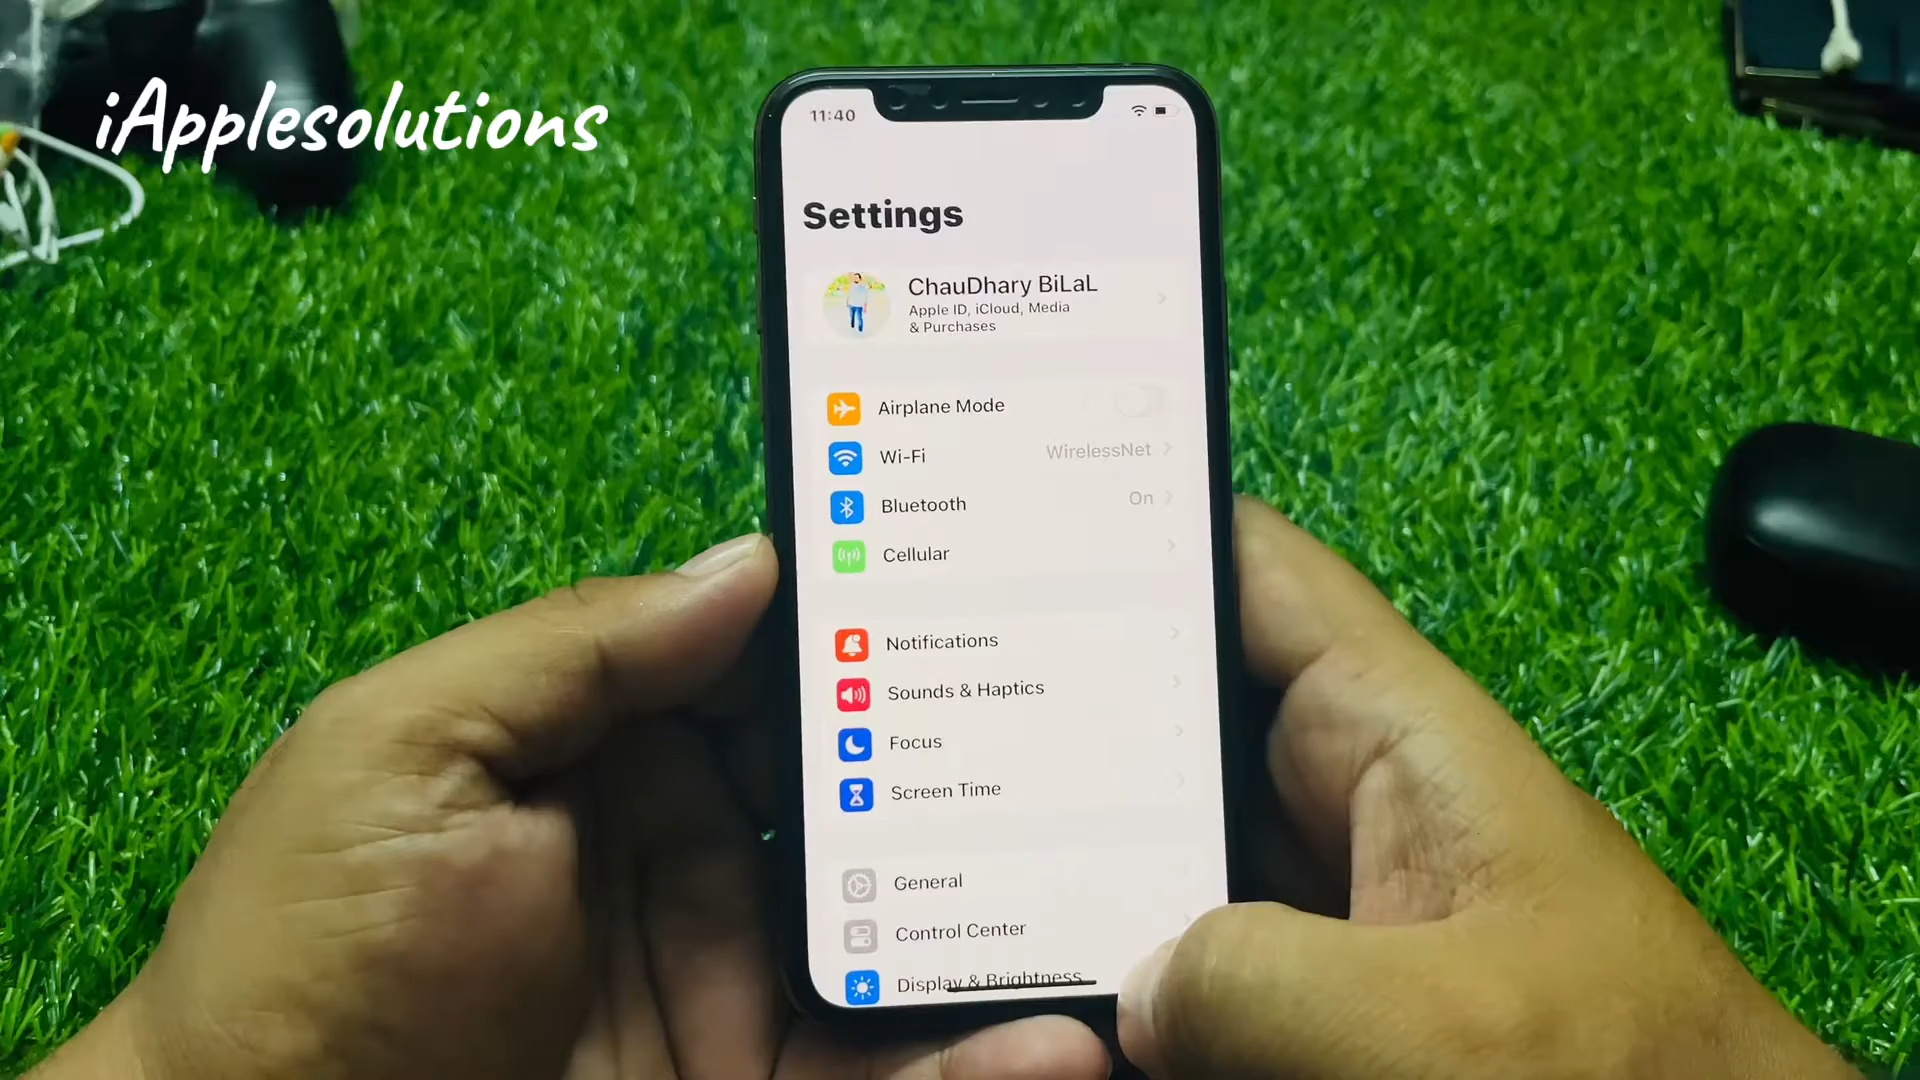 iApplesolutions
11:40
Settings
ChauDhary BiLaL
Apple ID, iCloud, Media
& Purchases
Airplane Mode
Wi-Fi
WirelessNet
Bluetooth
On
Cellular
Notifications
Sounds & Haptics
Focus
Screen Time
General
Control Center
Display & Brightness